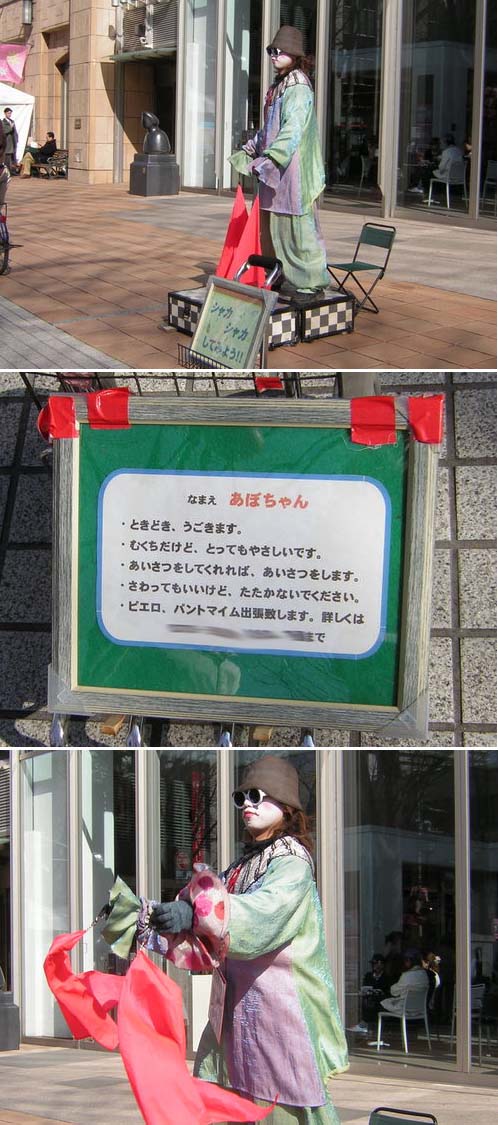 シャカ
シャカ
してみよう!!
なまえ あぼちゃん
・ときどき、うごきます。
・むくちだけど、とってもやさしいです。
・あいさつをしてくれれば、あいさつをします。
・さわってもいいけど、たたかないでください。
・ピエロ、パントマイム出張致します。詳しくは
まで